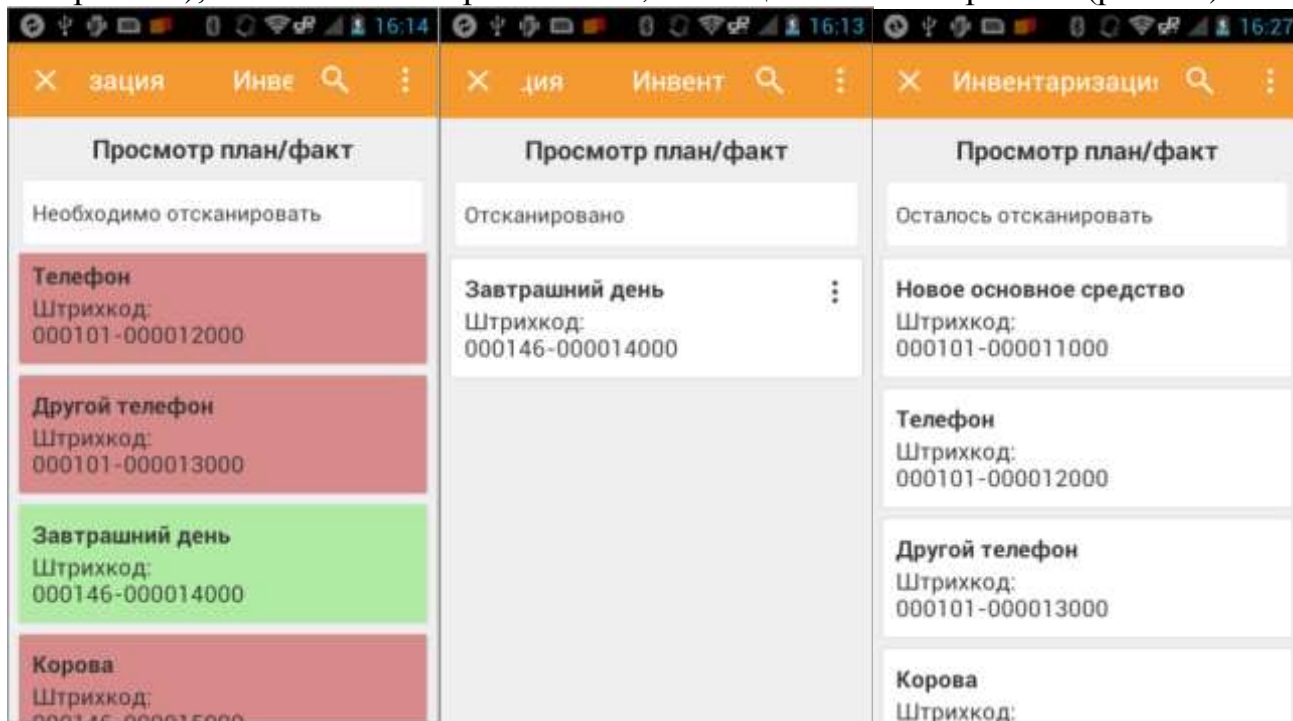 16:14
зация Инве
Просмотр план/факт
Необходимо отсканировать
Телефон
Штрихкод:
000101-000012000
Другой телефон
Штрихкод:
000101-000013000
Завтрашний день
Штрихкод:
000146-000014000
Корова
Штрихкод:
16:13
ция Инвент
Просмотр план/факт
Отсканировано
Завтрашний день
Штрихкод:
000146-000014000
16:27
Инвентаризаци
Просмотр план/факт
Осталось отсканировать
Новое основное средство
Штрихкод:
000101-000011000
Телефон
Штрихкод:
000101-000012000
Другой телефон
Штрихкод:
000101-000013000
Корова
Штрихкод: